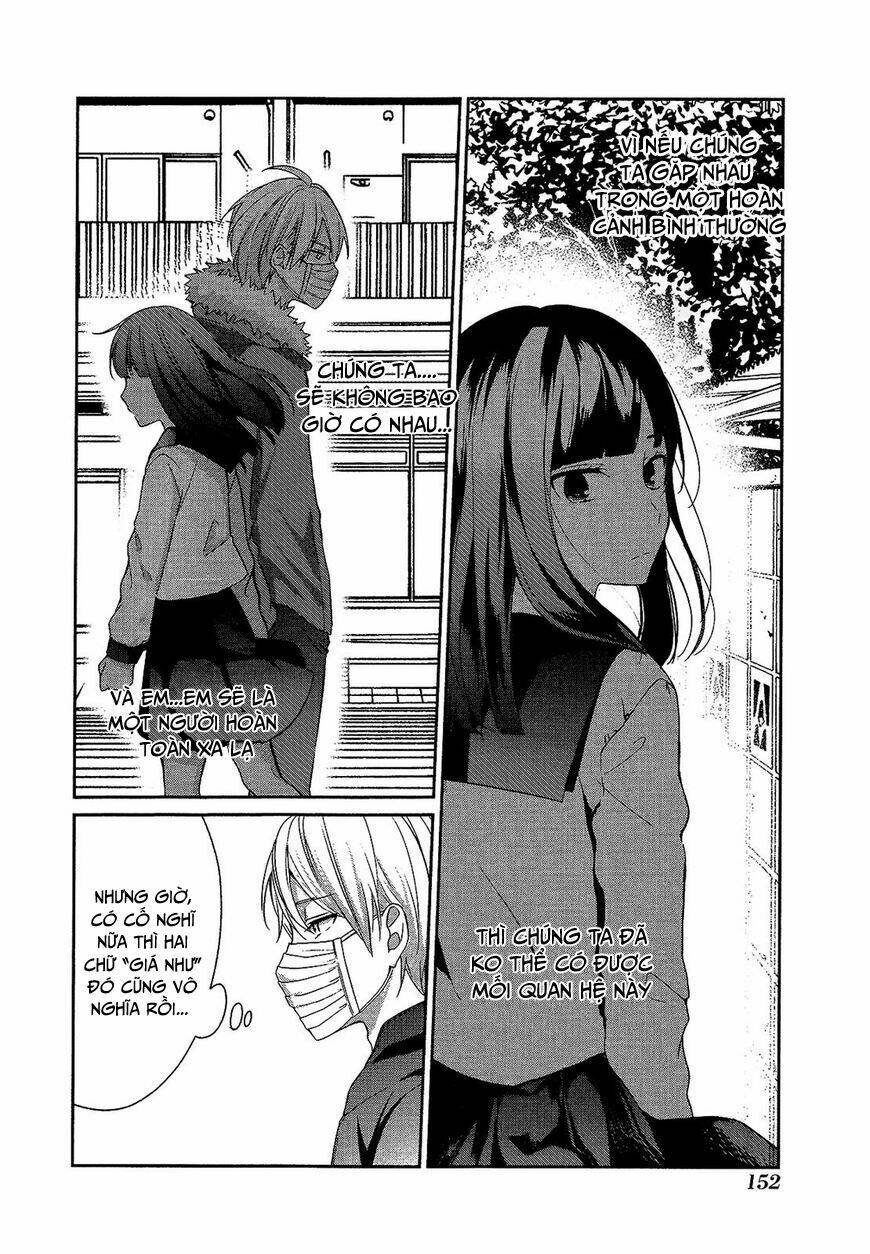 VÌ NẾU CHÚNG
TA GẶP NHAU
TRONG MỘT HOÀN
CẢNH BÌNH THƯỜNG
THÌ CHÚNG TA ĐÃ
KO THỂ CÓ ĐƯỢC
MỐI QUAN HỆ NÀY
CHÚNG TA....
SẼ KHÔNG BAO
GIỜ CÓ NHAU...
VÀ EM...EM SẼ LÀ
MỘT NGƯỜI HOÀN
TOÀN XA LẠ
NHƯNG GIỜ,
CÓ CỐ NGHĨ
NỮA THÌ HAI
CHỮ "GIÁ NHƯ"
ĐÓ CŨNG VÔ
NGHĨA RỒI...
152